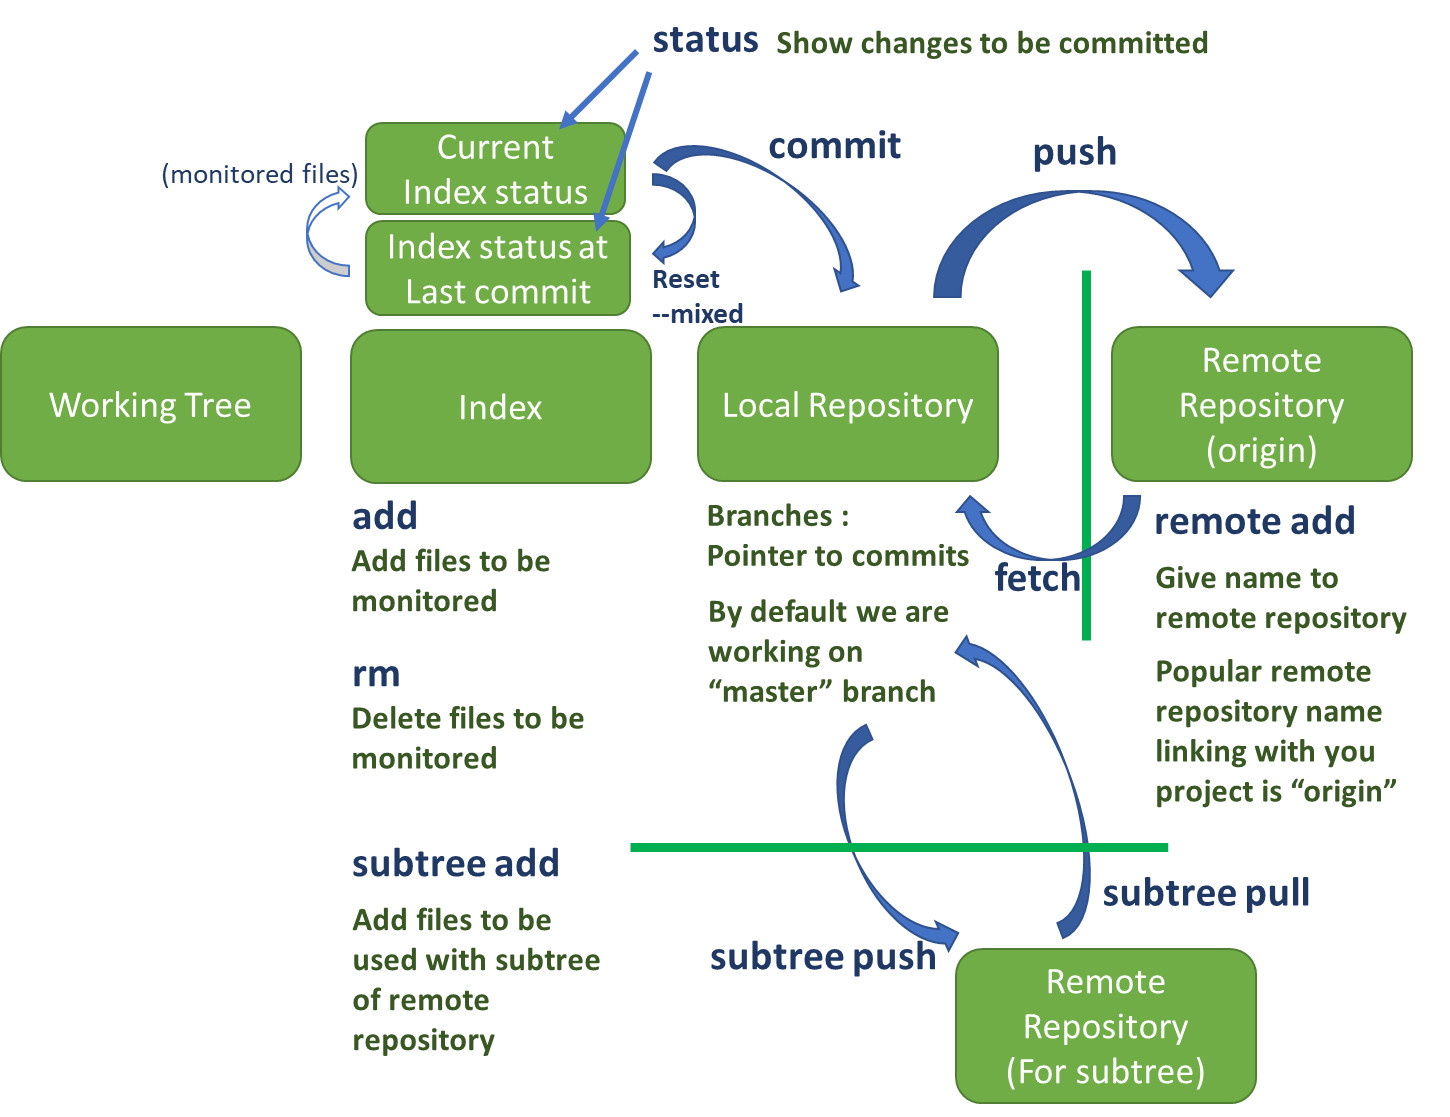 status Show changes to be committed
Current
Index status
(monitored files)
Index status at
Last commit
Reset
--mixed
commit
push
Working Tree
Index
Local Repository
Remote
Repository
(origin)
add
Add files to be
monitored
rm
Delete files to be
monitored
subtree add
Add files to be
used with subtree
of remote
repository
Branches :
Pointer to commits
By default we are
working on
“master” branch
fetch
remote add
Give name to
remote repository
Popular remote
repository name
linking with you
project is “origin”
subtree push
subtree pull
Remote
Repository
(For subtree)